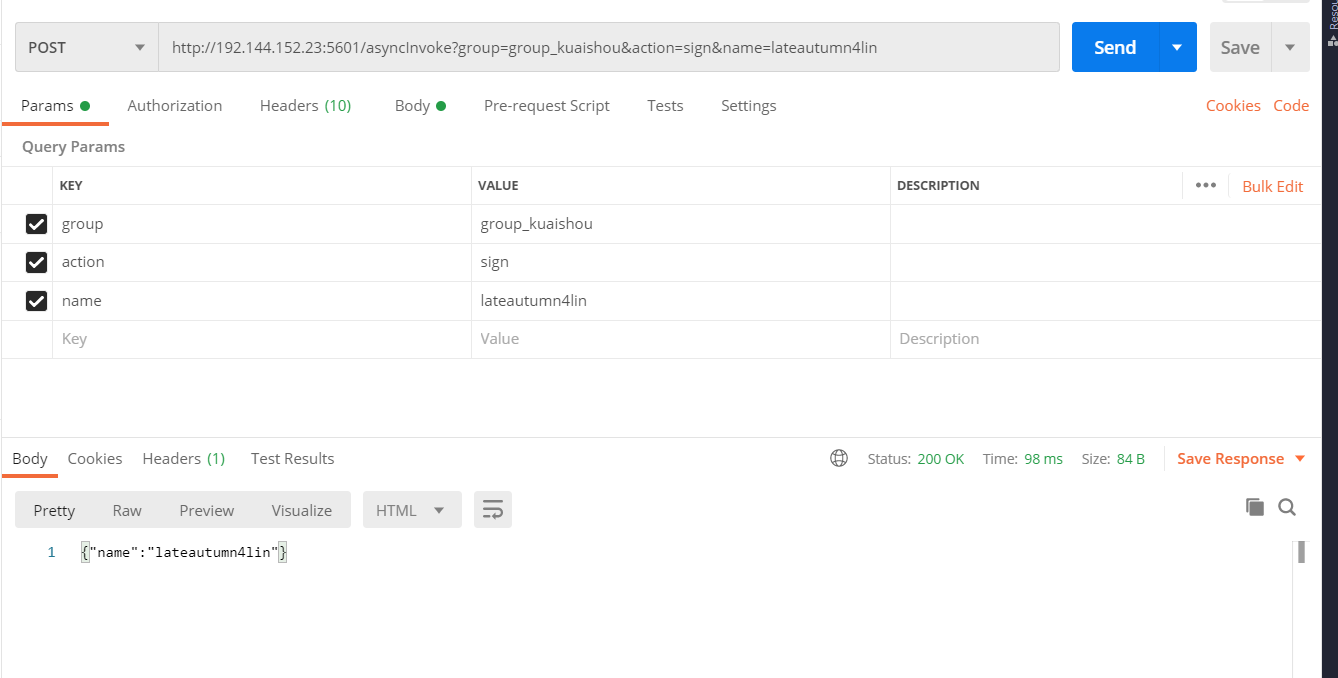 POST http://192.144.152.23:5601/asyncInvoke?group=group_kuaishou&action=sign&name=lateautumn4lin Send Save
Params Authorization Headers (10) Body Pre-request Script Tests Settings Cookies Code
Query Params
KEY VALUE DESCRIPTION ••• Bulk Edit
group group_kuaishou
action sign
name lateautumn4lin
Key Value Description
Body Cookies Headers (1) Test Results Status: 200 OK Time: 98 ms Size: 84 B Save Response
Pretty Raw Preview Visualize HTML
1 {"name":"lateautumn4lin"}